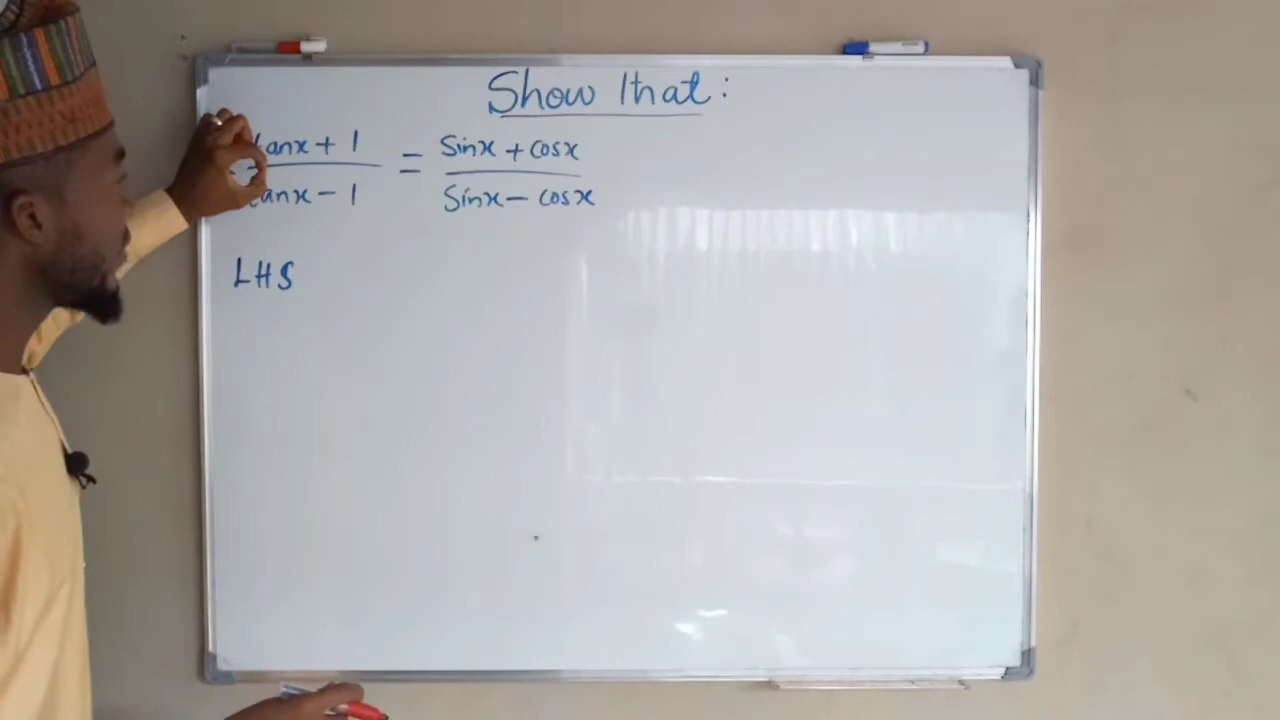 Show that:
tanx + 1 = Sinx + cosx
tanx - 1   Sinx - cosx
LHS